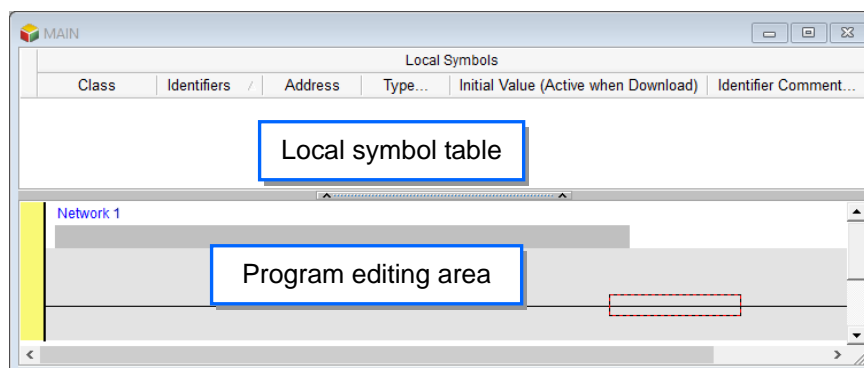 MAIN
Local Symbols
Class Identifiers / Address Type... Initial Value (Active when Download) Identifier Comment...
Local symbol table
Network 1
Program editing area